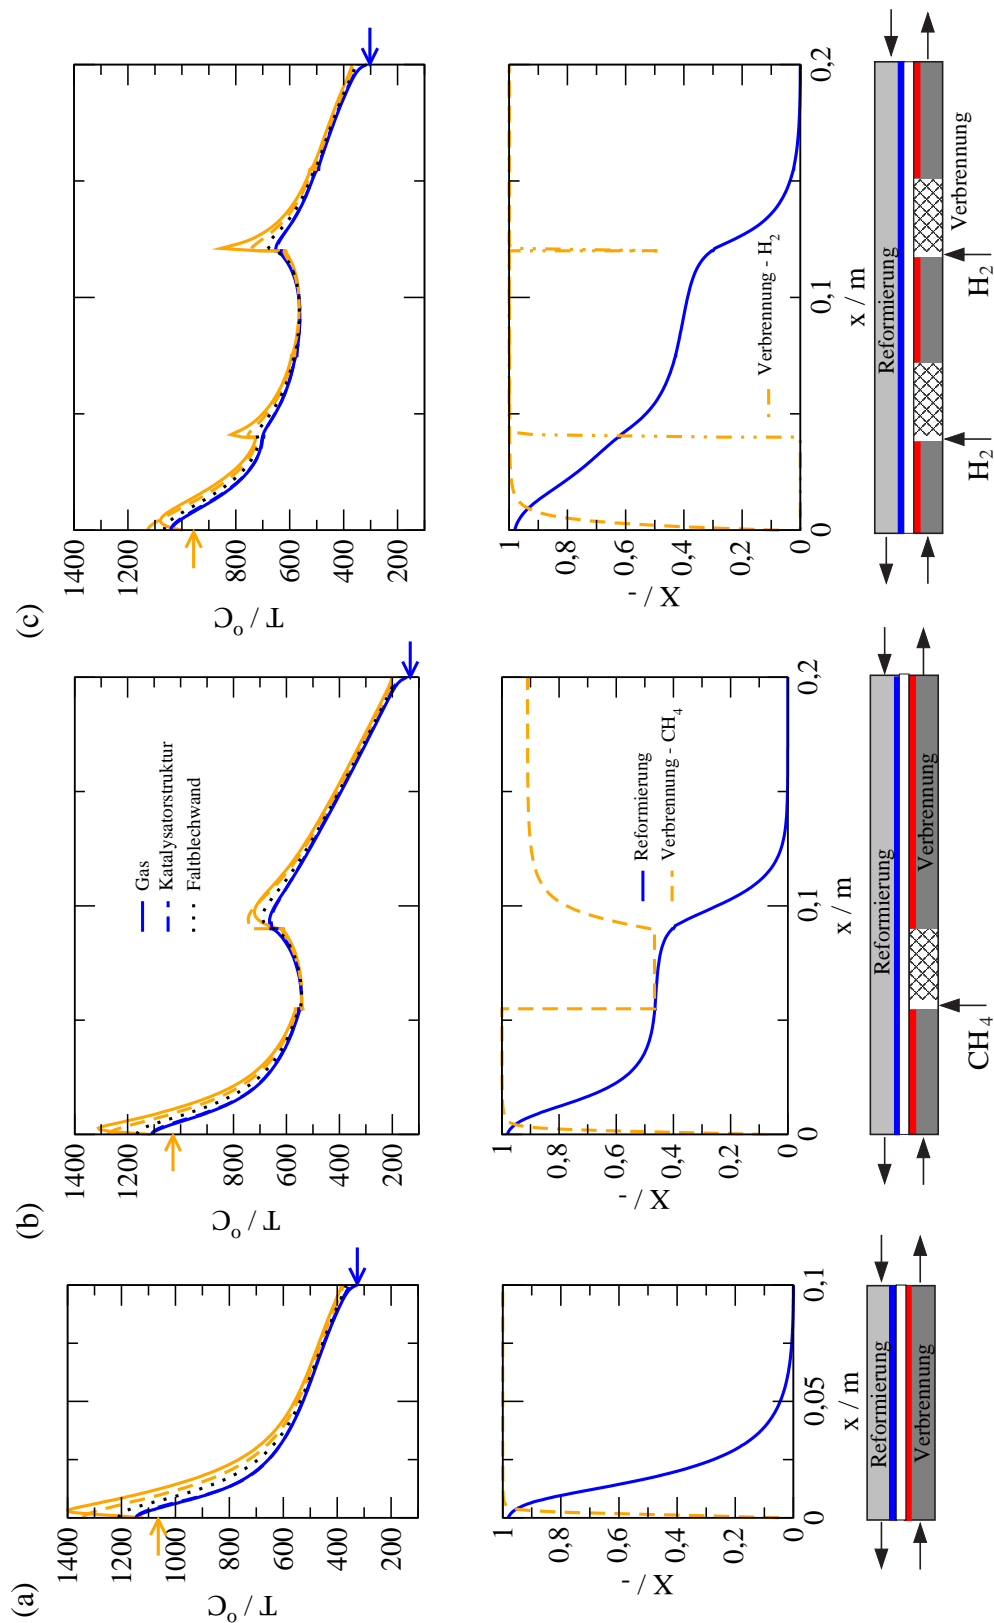 (a)
T / °C
1400
1200
1000
800
600
400
200
X / -
1
0,8
0,6
0,4
0,2
0
0
0,05
0,1
x / m
Reformierung
Verbrennung
(b)
T / °C
1400
1200
1000
800
600
400
200
Gas
Katalysatorstruktur
Faltblechwand
X / -
1
0,8
0,6
0,4
0,2
0
Reformierung
Verbrennung - CH4
0
0,1
0,2
x / m
Reformierung
Verbrennung
CH4
(c)
T / °C
1400
1200
1000
800
600
400
X / -
1
0,8
0,6
0,4
0,2
0
Verbrennung - H2
0
0,1
0,2
x / m
Reformierung
Verbrennung
H2
H2